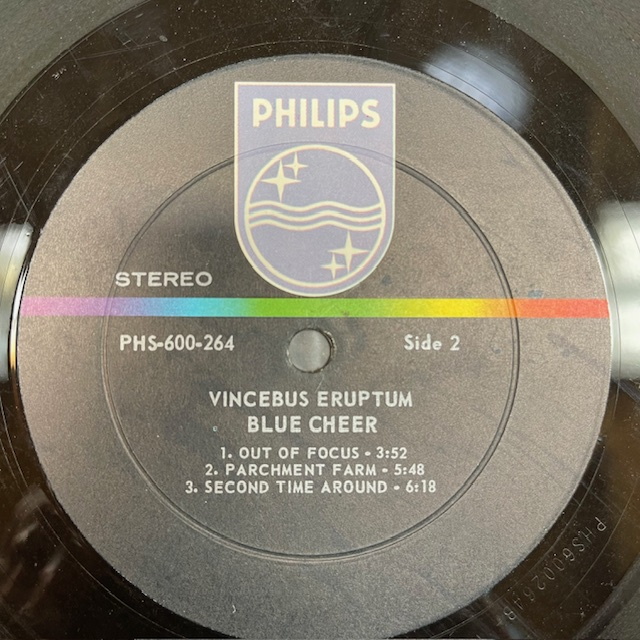 PHILIPS
STEREO
PHS-600-264 Side 2
VINCEBUS ERUPTUM
BLUE CHEER
1. OUT OF FOCUS - 3:52
2. PARCHMENT FARM - 5:48
3. SECOND TIME AROUND - 6:18
PHS600264B